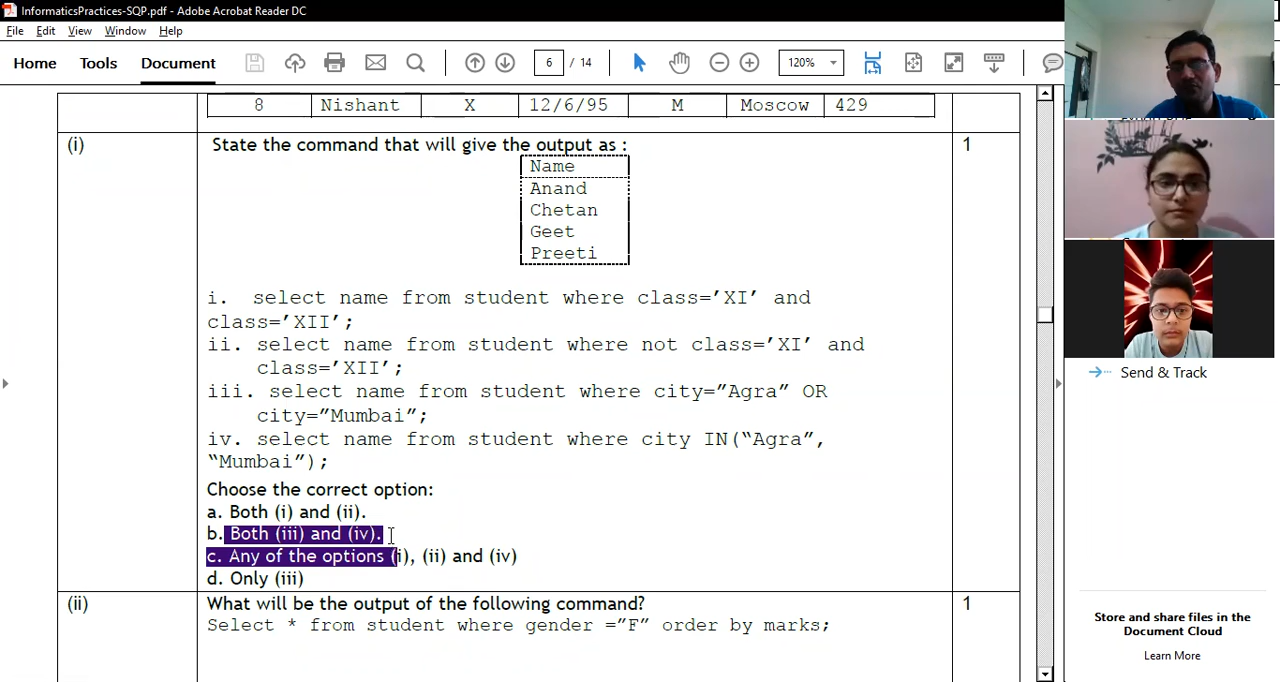 InformaticsPractices-SQP.pdf - Adobe Acrobat Reader DC
File Edit View Window Help
Home Tools Document 6 / 14 120%
8 Nishant X 12/6/95 M Moscow 429
(i) State the command that will give the output as : 1
Name
Anand
Chetan
Geet
Preeti
i. select name from student where class=’XI’ and
class=’XII’;
ii. select name from student where not class=’XI’ and
class=’XII’;
iii. select name from student where city=”Agra” OR
city=”Mumbai”;
iv. select name from student where city IN(“Agra”,
“Mumbai”);
Choose the correct option:
a. Both (i) and (ii).
b. Both (iii) and (iv).
c. Any of the options (i), (ii) and (iv)
d. Only (iii)
(ii) What will be the output of the following command? 1
Select * from student where gender =”F” order by marks;
Send & Track
Store and share files in the
Document Cloud
Learn More